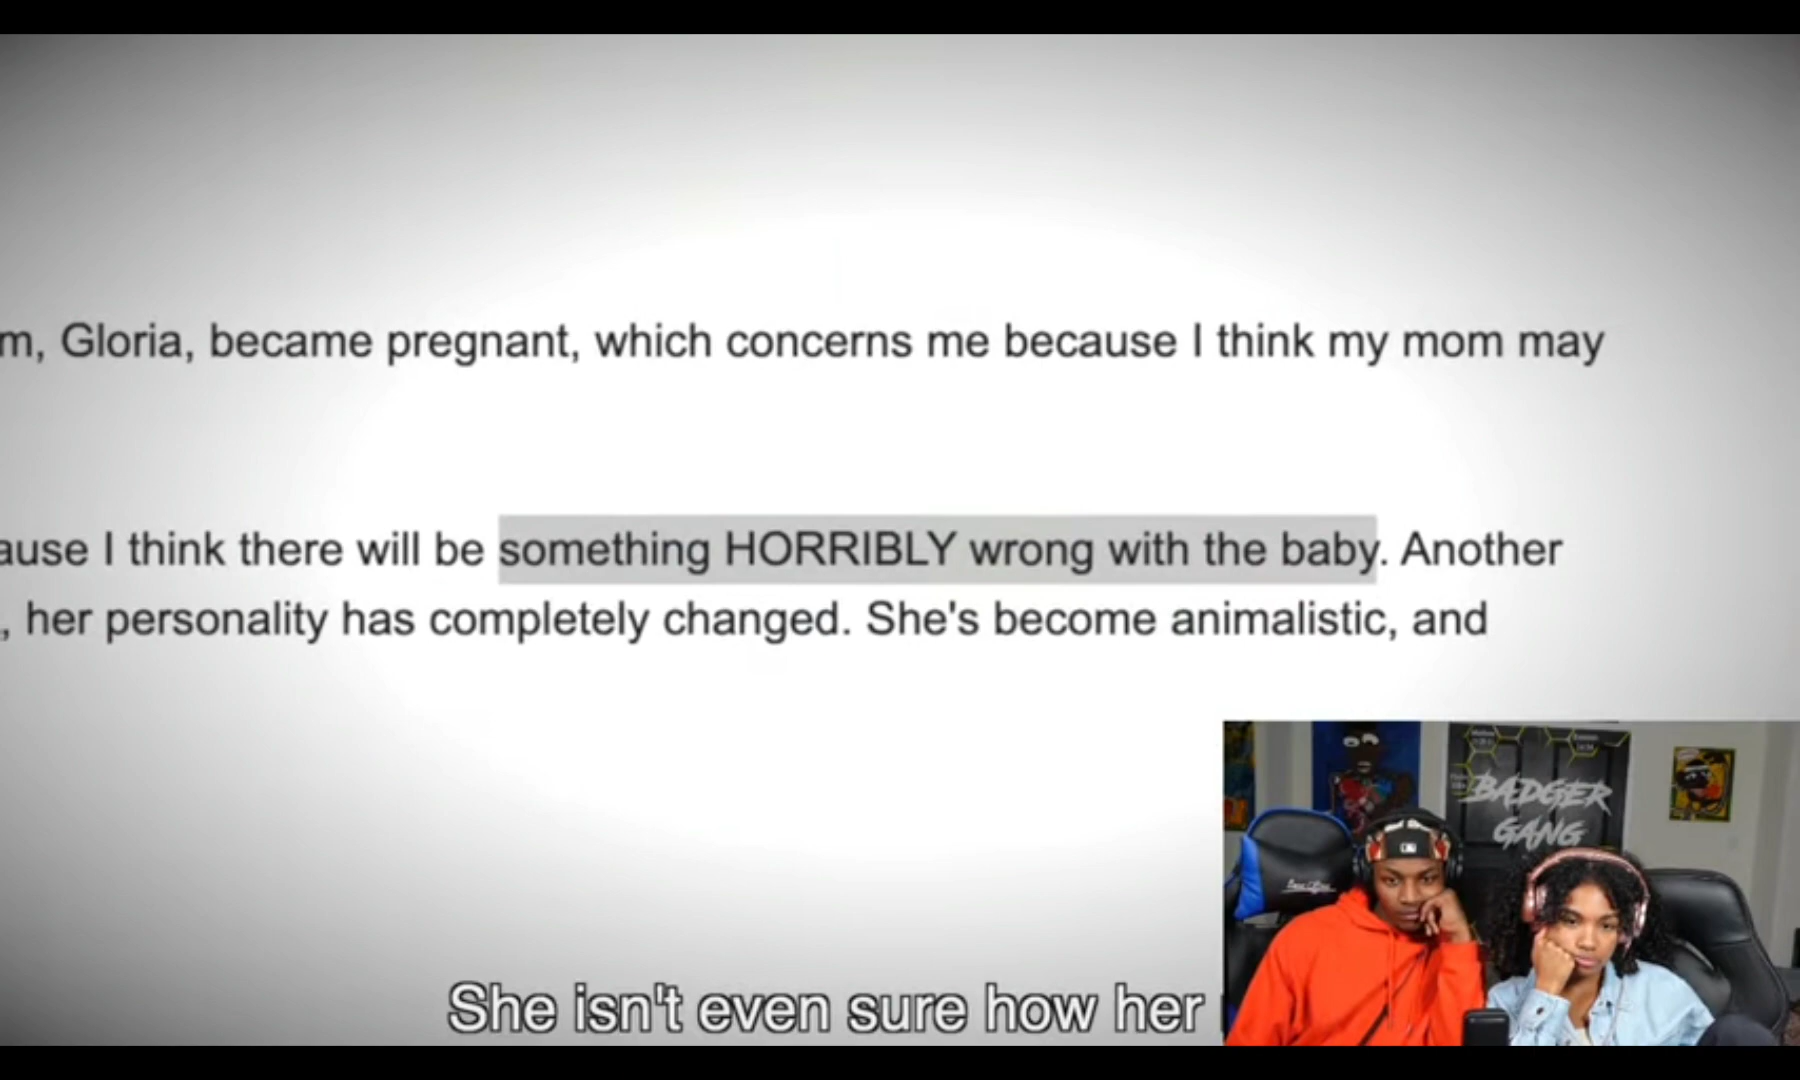 m, Gloria, became pregnant, which concerns me because I think my mom may
ause I think there will be something HORRIBLY wrong with the baby. Another
, her personality has completely changed. She's become animalistic, and
BADGER
GANG
She isn't even sure how her